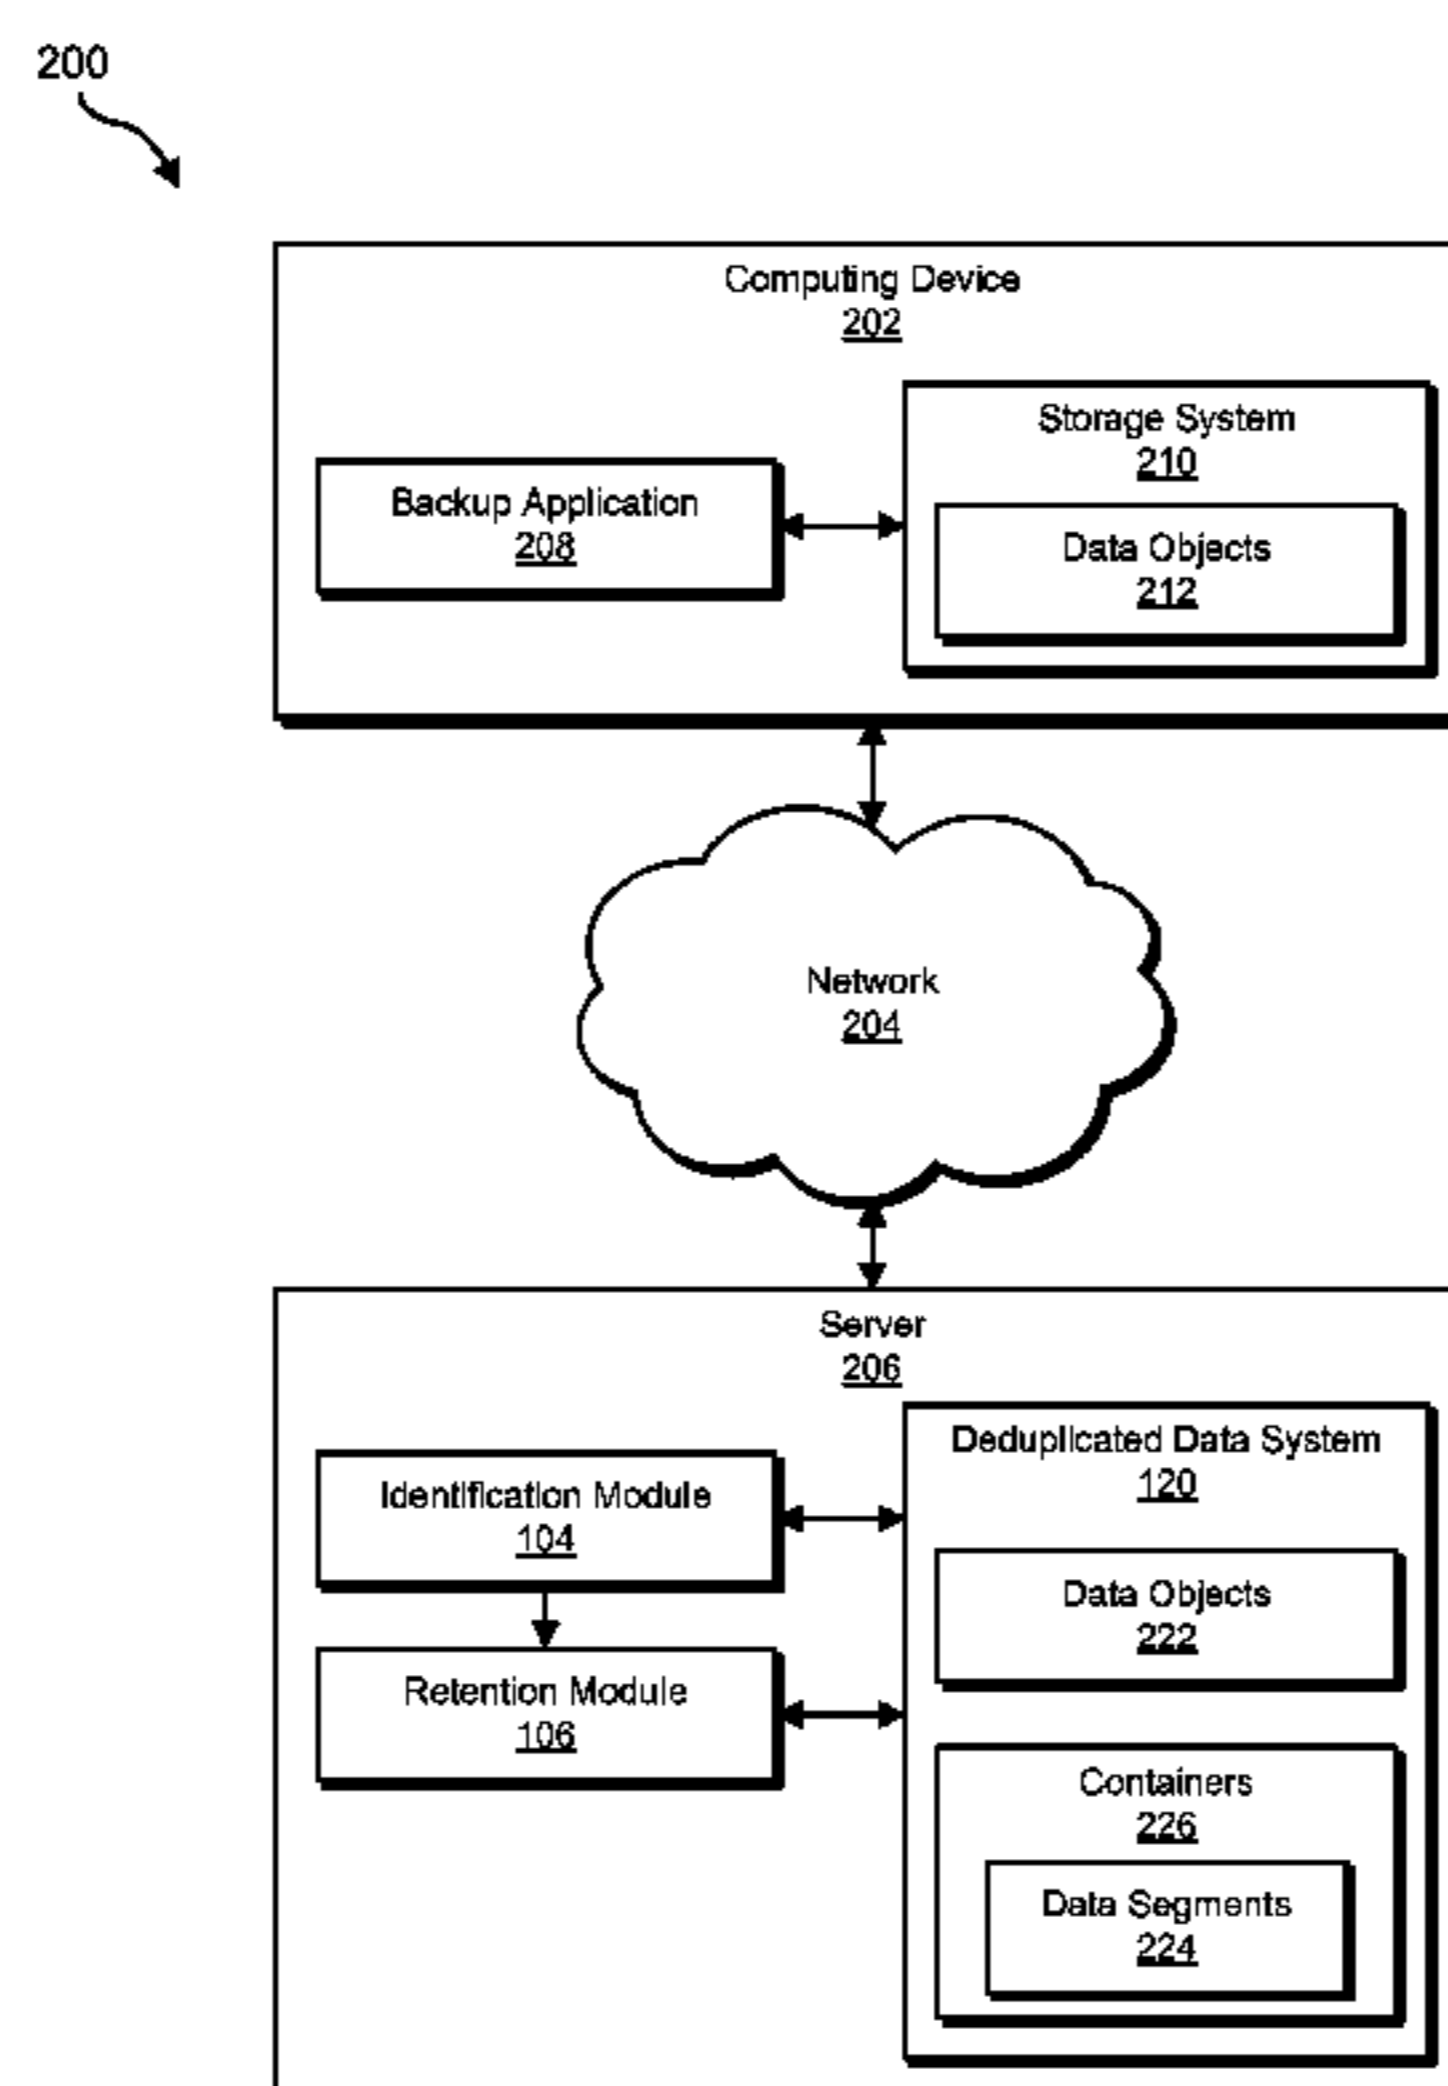 200
Computing Device
202
Storage System
210
Backup Application
208
Data Objects
212
Network
204
Server
206
Deduplicated Data System
120
Identification Module
104
Data Objects
222
Retention Module
106
Containers
226
Data Segments
224